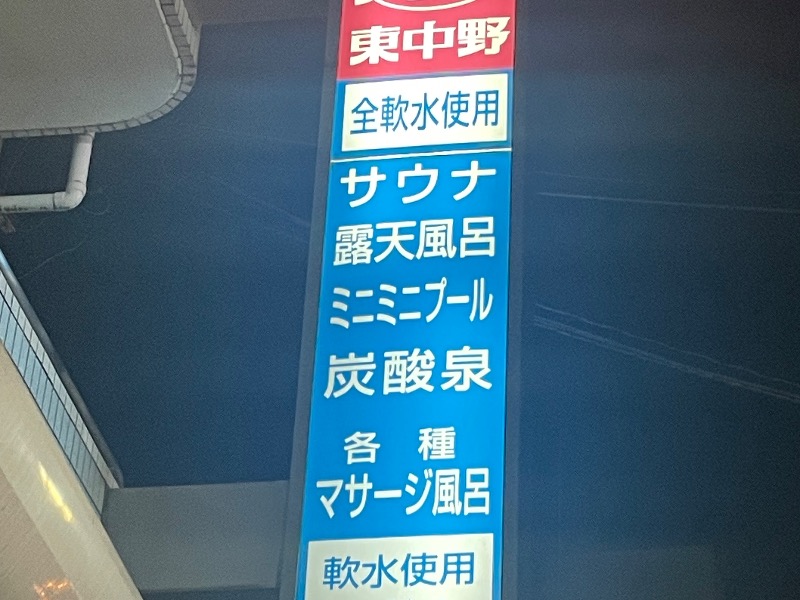 東中野
全軟水使用
サウナ
露天風呂
ミニミニプール
炭酸泉
各種
マサージ風呂
軟水使用